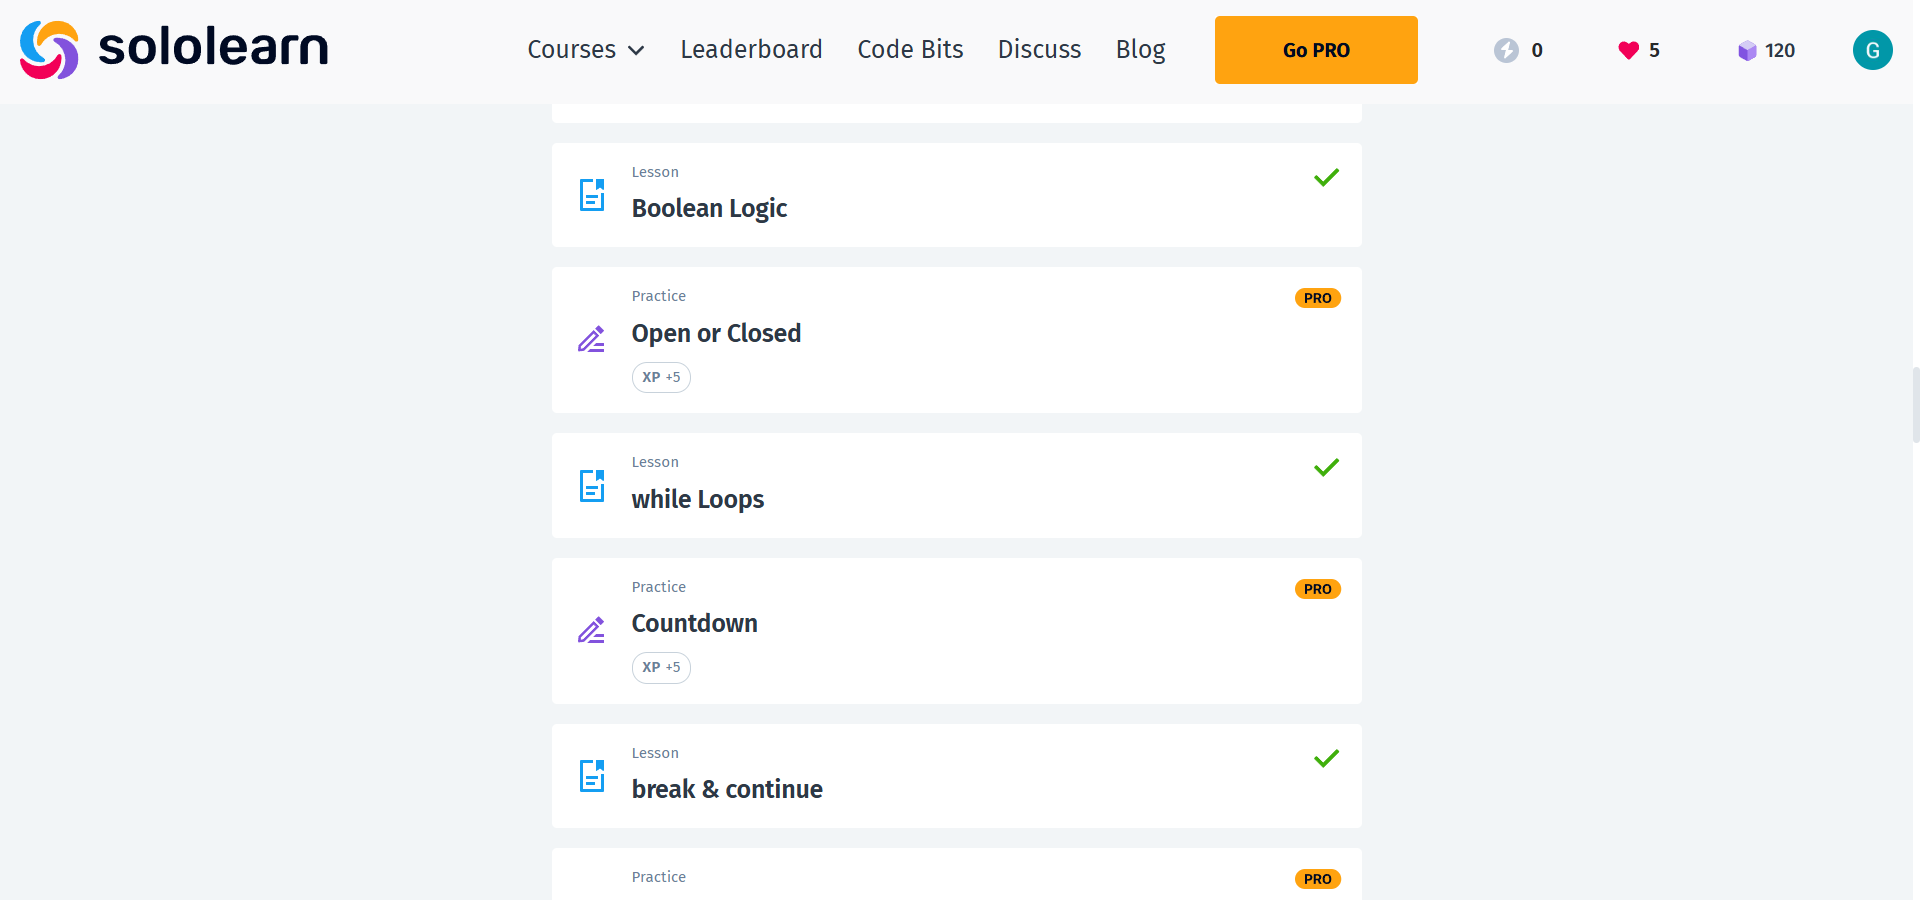 sololearn
Courses Leaderboard Code Bits Discuss Blog Go PRO 0 5 120 G
Lesson
Boolean Logic
Practice PRO
Open or Closed
XP +5
Lesson
while Loops
Practice PRO
Countdown
XP +5
Lesson
break & continue
Practice PRO